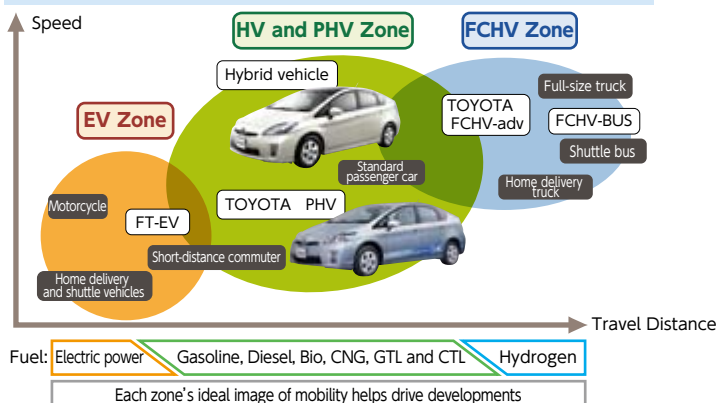 Speed
HV and PHV Zone
FCHV Zone
EV Zone
Hybrid vehicle
Full-size truck
TOYOTA
FCHV-adv
FCHV-BUS
Shuttle bus
Standard
passenger car
Home delivery
truck
Motorcycle
FT-EV
TOYOTA PHV
Short-distance commuter
Home delivery
and shuttle vehicles
Travel Distance
Fuel: Electric power Gasoline, Diesel, Bio, CNG, GTL and CTL Hydrogen
Each zone's ideal image of mobility helps drive developments